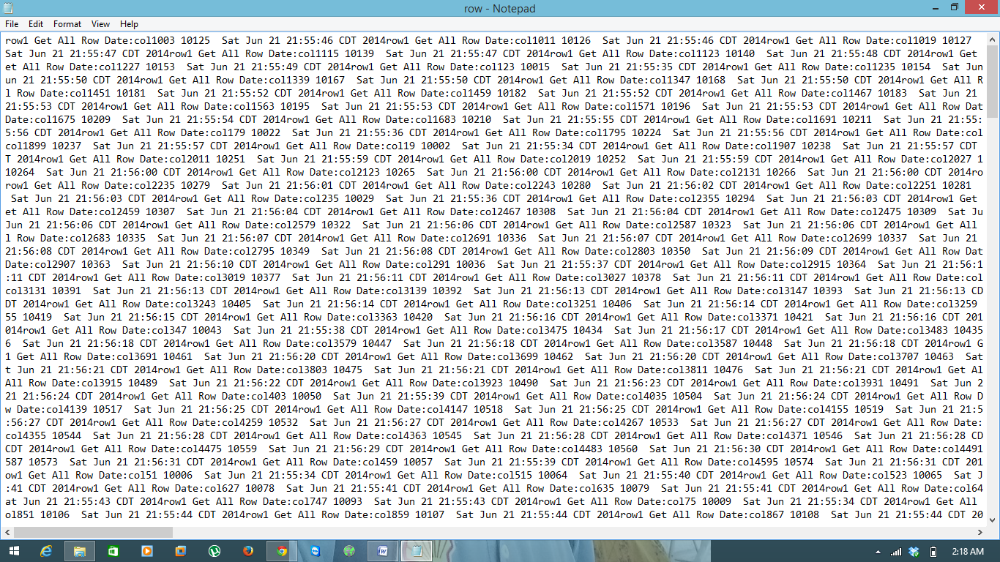 row - Notepad
File Edit Format View Help
row1 Get All Row Date:col1003 10125  Sat Jun 21 21:55:46 CDT 2014row1 Get All Row Date:col1011 10126  Sat Jun 21 21:55:46 CDT 2014row1 Get All Row Date:col1019 10127
Sat Jun 21 21:55:47 CDT 2014row1 Get All Row Date:col1115 10139  Sat Jun 21 21:55:47 CDT 2014row1 Get All Row Date:col1123 10140  Sat Jun 21 21:55:48 CDT 2014row1 Get
et All Row Date:col1227 10153  Sat Jun 21 21:55:49 CDT 2014row1 Get All Row Date:col123 10015  Sat Jun 21 21:55:35 CDT 2014row1 Get All Row Date:col1235 10154  Sat Jun
un 21 21:55:50 CDT 2014row1 Get All Row Date:col1339 10167  Sat Jun 21 21:55:50 CDT 2014row1 Get All Row Date:col1347 10168  Sat Jun 21 21:55:50 CDT 2014row1 Get All R
l Row Date:col1451 10181  Sat Jun 21 21:55:52 CDT 2014row1 Get All Row Date:col1459 10182  Sat Jun 21 21:55:52 CDT 2014row1 Get All Row Date:col1467 10183  Sat Jun 21
21:55:53 CDT 2014row1 Get All Row Date:col1563 10195  Sat Jun 21 21:55:53 CDT 2014row1 Get All Row Date:col1571 10196  Sat Jun 21 21:55:53 CDT 2014row1 Get All Row Dat
Date:col1675 10209  Sat Jun 21 21:55:54 CDT 2014row1 Get All Row Date:col1683 10210  Sat Jun 21 21:55:55 CDT 2014row1 Get All Row Date:col1691 10211  Sat Jun 21 21:55:
5:56 CDT 2014row1 Get All Row Date:col179 10022  Sat Jun 21 21:55:36 CDT 2014row1 Get All Row Date:col1795 10224  Sat Jun 21 21:55:56 CDT 2014row1 Get All Row Date:col
col1899 10237  Sat Jun 21 21:55:57 CDT 2014row1 Get All Row Date:col19 10002  Sat Jun 21 21:55:34 CDT 2014row1 Get All Row Date:col1907 10238  Sat Jun 21 21:55:57 CDT
T 2014row1 Get All Row Date:col2011 10251  Sat Jun 21 21:55:59 CDT 2014row1 Get All Row Date:col2019 10252  Sat Jun 21 21:55:59 CDT 2014row1 Get All Row Date:col2027 1
10264  Sat Jun 21 21:56:00 CDT 2014row1 Get All Row Date:col2123 10265  Sat Jun 21 21:56:00 CDT 2014row1 Get All Row Date:col2131 10266  Sat Jun 21 21:56:00 CDT 2014ro
row1 Get All Row Date:col2235 10279  Sat Jun 21 21:56:01 CDT 2014row1 Get All Row Date:col2243 10280  Sat Jun 21 21:56:02 CDT 2014row1 Get All Row Date:col2251 10281
Sat Jun 21 21:56:03 CDT 2014row1 Get All Row Date:col235 10029  Sat Jun 21 21:55:36 CDT 2014row1 Get All Row Date:col2355 10294  Sat Jun 21 21:56:03 CDT 2014row1 Get
et All Row Date:col2459 10307  Sat Jun 21 21:56:04 CDT 2014row1 Get All Row Date:col2467 10308  Sat Jun 21 21:56:04 CDT 2014row1 Get All Row Date:col2475 10309  Sat Ju
Jun 21 21:56:06 CDT 2014row1 Get All Row Date:col2579 10322  Sat Jun 21 21:56:06 CDT 2014row1 Get All Row Date:col2587 10323  Sat Jun 21 21:56:06 CDT 2014row1 Get All
l Row Date:col2683 10335  Sat Jun 21 21:56:07 CDT 2014row1 Get All Row Date:col2691 10336  Sat Jun 21 21:56:07 CDT 2014row1 Get All Row Date:col2699 10337  Sat Jun 21
21:56:08 CDT 2014row1 Get All Row Date:col2795 10349  Sat Jun 21 21:56:08 CDT 2014row1 Get All Row Date:col2803 10350  Sat Jun 21 21:56:09 CDT 2014row1 Get All Row Dat
Date:col2907 10363  Sat Jun 21 21:56:10 CDT 2014row1 Get All Row Date:col291 10036  Sat Jun 21 21:55:37 CDT 2014row1 Get All Row Date:col2915 10364  Sat Jun 21 21:56:1
:11 CDT 2014row1 Get All Row Date:col3019 10377  Sat Jun 21 21:56:11 CDT 2014row1 Get All Row Date:col3027 10378  Sat Jun 21 21:56:11 CDT 2014row1 Get All Row Date:col
col3131 10391  Sat Jun 21 21:56:13 CDT 2014row1 Get All Row Date:col3139 10392  Sat Jun 21 21:56:13 CDT 2014row1 Get All Row Date:col3147 10393  Sat Jun 21 21:56:13 CD
DT 2014row1 Get All Row Date:col3243 10405  Sat Jun 21 21:56:14 CDT 2014row1 Get All Row Date:col3251 10406  Sat Jun 21 21:56:14 CDT 2014row1 Get All Row Date:col3259
55 10419  Sat Jun 21 21:56:15 CDT 2014row1 Get All Row Date:col3363 10420  Sat Jun 21 21:56:16 CDT 2014row1 Get All Row Date:col3371 10421  Sat Jun 21 21:56:16 CDT 201
014row1 Get All Row Date:col347 10043  Sat Jun 21 21:55:38 CDT 2014row1 Get All Row Date:col3475 10434  Sat Jun 21 21:56:17 CDT 2014row1 Get All Row Date:col3483 10435
6  Sat Jun 21 21:56:18 CDT 2014row1 Get All Row Date:col3579 10447  Sat Jun 21 21:56:18 CDT 2014row1 Get All Row Date:col3587 10448  Sat Jun 21 21:56:18 CDT 2014row1 G
1 Get All Row Date:col3691 10461  Sat Jun 21 21:56:20 CDT 2014row1 Get All Row Date:col3699 10462  Sat Jun 21 21:56:20 CDT 2014row1 Get All Row Date:col3707 10463  Sat
t Jun 21 21:56:21 CDT 2014row1 Get All Row Date:col3803 10475  Sat Jun 21 21:56:21 CDT 2014row1 Get All Row Date:col3811 10476  Sat Jun 21 21:56:21 CDT 2014row1 Get Al
All Row Date:col3915 10489  Sat Jun 21 21:56:22 CDT 2014row1 Get All Row Date:col3923 10490  Sat Jun 21 21:56:23 CDT 2014row1 Get All Row Date:col3931 10491  Sat Jun 2
21 21:56:24 CDT 2014row1 Get All Row Date:col403 10050  Sat Jun 21 21:55:39 CDT 2014row1 Get All Row Date:col4035 10504  Sat Jun 21 21:56:24 CDT 2014row1 Get All Row D
w Date:col4139 10517  Sat Jun 21 21:56:25 CDT 2014row1 Get All Row Date:col4147 10518  Sat Jun 21 21:56:25 CDT 2014row1 Get All Row Date:col4155 10519  Sat Jun 21 21:5
:56:27 CDT 2014row1 Get All Row Date:col4259 10532  Sat Jun 21 21:56:27 CDT 2014row1 Get All Row Date:col4267 10533  Sat Jun 21 21:56:27 CDT 2014row1 Get All Row Date:
col4355 10544  Sat Jun 21 21:56:28 CDT 2014row1 Get All Row Date:col4363 10545  Sat Jun 21 21:56:28 CDT 2014row1 Get All Row Date:col4371 10546  Sat Jun 21 21:56:28 CD
CDT 2014row1 Get All Row Date:col4475 10559  Sat Jun 21 21:56:29 CDT 2014row1 Get All Row Date:col4483 10560  Sat Jun 21 21:56:30 CDT 2014row1 Get All Row Date:col4491
587 10573  Sat Jun 21 21:56:31 CDT 2014row1 Get All Row Date:col459 10057  Sat Jun 21 21:55:39 CDT 2014row1 Get All Row Date:col4595 10574  Sat Jun 21 21:56:31 CDT 201
ow1 Get All Row Date:col51 10006  Sat Jun 21 21:55:34 CDT 2014row1 Get All Row Date:col515 10064  Sat Jun 21 21:55:40 CDT 2014row1 Get All Row Date:col523 10065  Sat J
:41 CDT 2014row1 Get All Row Date:col627 10078  Sat Jun 21 21:55:41 CDT 2014row1 Get All Row Date:col635 10079  Sat Jun 21 21:55:41 CDT 2014row1 Get All Row Date:col64
at Jun 21 21:55:43 CDT 2014row1 Get All Row Date:col747 10093  Sat Jun 21 21:55:43 CDT 2014row1 Get All Row Date:col75 10009  Sat Jun 21 21:55:34 CDT 2014row1 Get All
ol851 10106  Sat Jun 21 21:55:44 CDT 2014row1 Get All Row Date:col859 10107  Sat Jun 21 21:55:44 CDT 2014row1 Get All Row Date:col867 10108  Sat Jun 21 21:55:44 CDT 20
2:18 AM